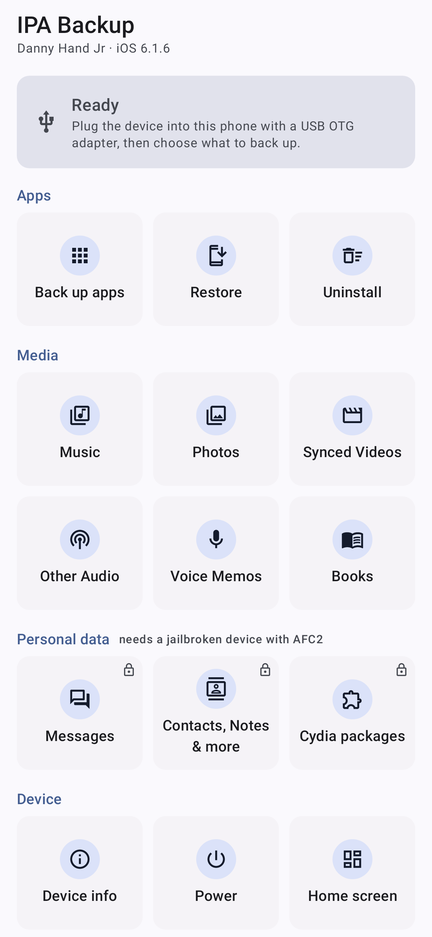 IPA Backup
Danny Hand Jr · iOS 6.1.6
Ready
Plug the device into this phone with a USB OTG
adapter, then choose what to back up.
Apps
Back up apps
Restore
Uninstall
Media
Music
Photos
Synced Videos
Other Audio
Voice Memos
Books
Personal data needs a jailbroken device with AFC2
Messages
Contacts, Notes
& more
Cydia packages
Device
Device info
Power
Home screen